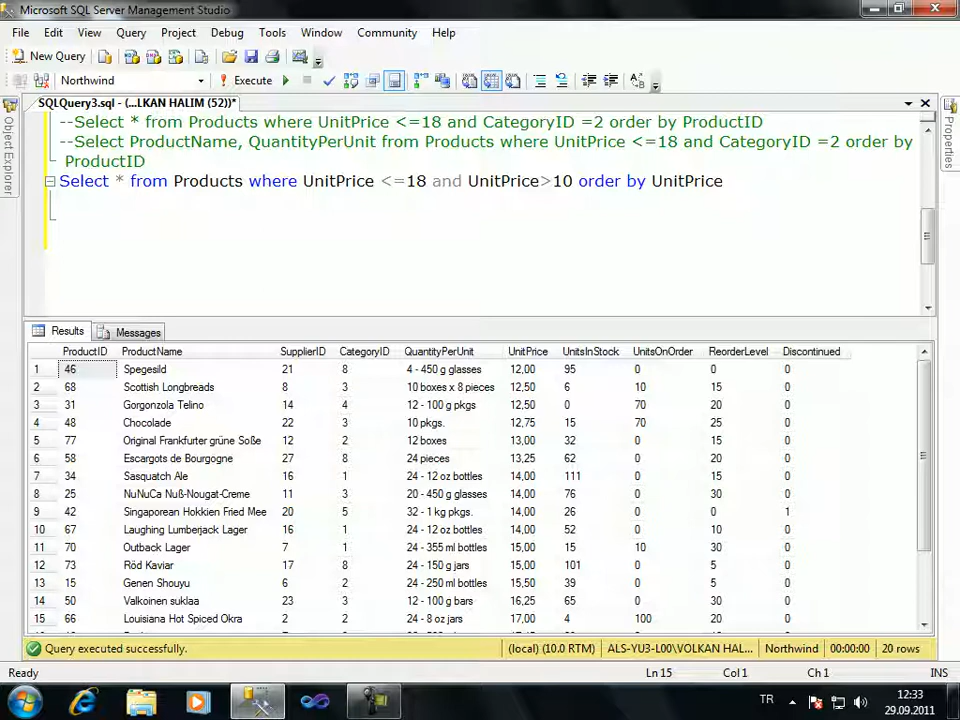 Microsoft SQL Server Management Studio
File Edit View Query Project Debug Tools Window Community Help
New Query
Northwind Execute
SQLQuery3.sql - (...LKAN HALIM (52))*
Object Explorer
Properties
--Select * from Products where UnitPrice <=18 and CategoryID =2 order by ProductID
--Select ProductName, QuantityPerUnit from Products where UnitPrice <=18 and CategoryID =2 order by
ProductID
Select * from Products where UnitPrice <=18 and UnitPrice>10 order by UnitPrice
Results Messages
ProductID ProductName SupplierID CategoryID QuantityPerUnit UnitPrice UnitsInStock UnitsOnOrder ReorderLevel Discontinued
1 46 Spegesild 21 8 4 - 450 g glasses 12,00 95 0 0 0
2 68 Scottish Longbreads 8 3 10 boxes x 8 pieces 12,50 6 10 15 0
3 31 Gorgonzola Telino 14 4 12 - 100 g pkgs 12,50 0 70 20 0
4 48 Chocolade 22 3 10 pkgs. 12,75 15 70 25 0
5 77 Original Frankfurter grüne Soße 12 2 12 boxes 13,00 32 0 15 0
6 58 Escargots de Bourgogne 27 8 24 pieces 13,25 62 0 20 0
7 34 Sasquatch Ale 16 1 24 - 12 oz bottles 14,00 111 0 15 0
8 25 NuNuCa Nuß-Nougat-Creme 11 3 20 - 450 g glasses 14,00 76 0 30 0
9 42 Singaporean Hokkien Fried Mee 20 5 32 - 1 kg pkgs. 14,00 26 0 0 1
10 67 Laughing Lumberjack Lager 16 1 24 - 12 oz bottles 14,00 52 0 10 0
11 70 Outback Lager 7 1 24 - 355 ml bottles 15,00 15 10 30 0
12 73 Röd Kaviar 17 8 24 - 150 g jars 15,00 101 0 5 0
13 15 Genen Shouyu 6 2 24 - 250 ml bottles 15,50 39 0 5 0
14 50 Valkoinen suklaa 23 3 12 - 100 g bars 16,25 65 0 30 0
15 66 Louisiana Hot Spiced Okra 2 2 24 - 8 oz jars 17,00 4 100 20 0
Query executed successfully. (local) (10.0 RTM) ALS-YU3-L00\VOLKAN HAL... Northwind 00:00:00 20 rows
Ready Ln 15 Col 1 Ch 1 INS
TR 12:33
29.09.2011